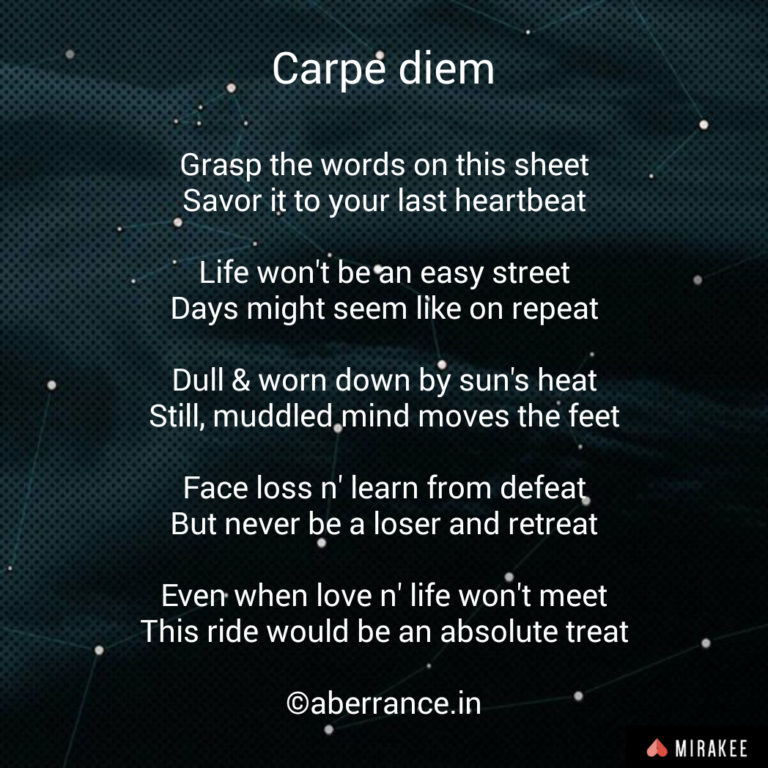 Carpe diem
Grasp the words on this sheet
Savor it to your last heartbeat
Life won't be an easy street
Days might seem like on repeat
Dull & worn down by sun's heat
Still, muddled mind moves the feet
Face loss n' learn from defeat
But never be a loser and retreat
Even when love n' life won't meet
This ride would be an absolute treat
©aberrance.in
MIRAKEE